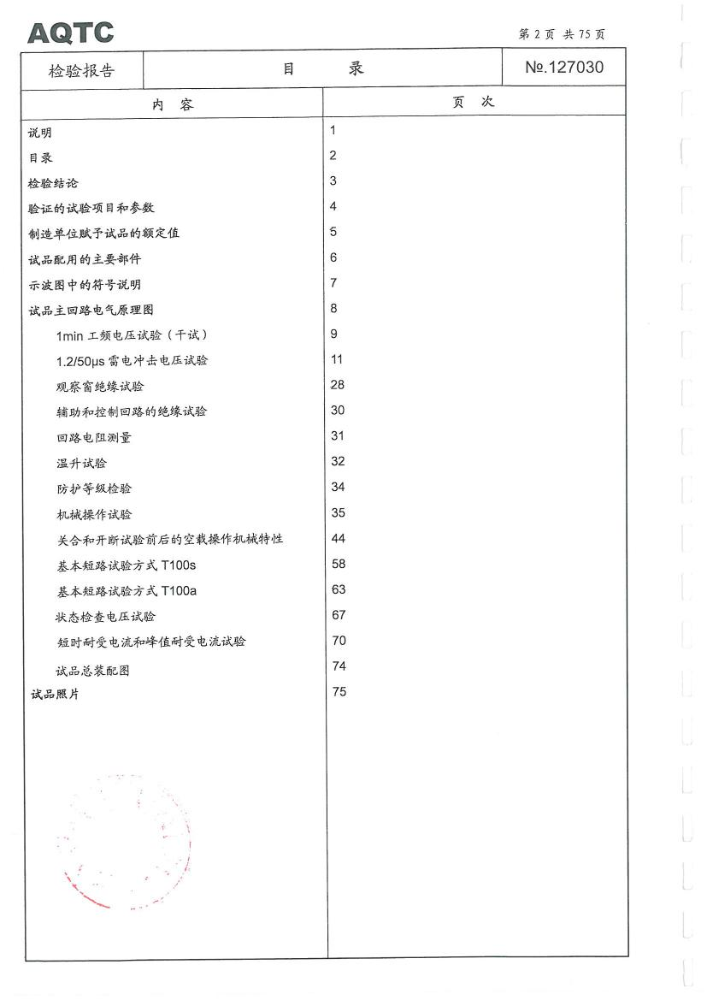 AQTC
第 2 页 共 75 页
检验报告 目 录 №.127030
内 容 页 次
说明 1
目录 2
检验结论 3
验证的试验项目和参数 4
制造单位赋予试品的额定值 5
试品配用的主要部件 6
示波图中的符号说明 7
试品主回路电气原理图 8
1min 工频电压试验（干试） 9
1.2/50μs 雷电冲击电压试验 11
观察窗绝缘试验 28
辅助和控制回路的绝缘试验 30
回路电阻测量 31
温升试验 32
防护等级检验 34
机械操作试验 35
关合和开断试验前后的空载操作机械特性 44
基本短路试验方式 T100s 58
基本短路试验方式 T100a 63
状态检查电压试验 67
短时耐受电流和峰值耐受电流试验 70
试品总装配图 74
试品照片 75